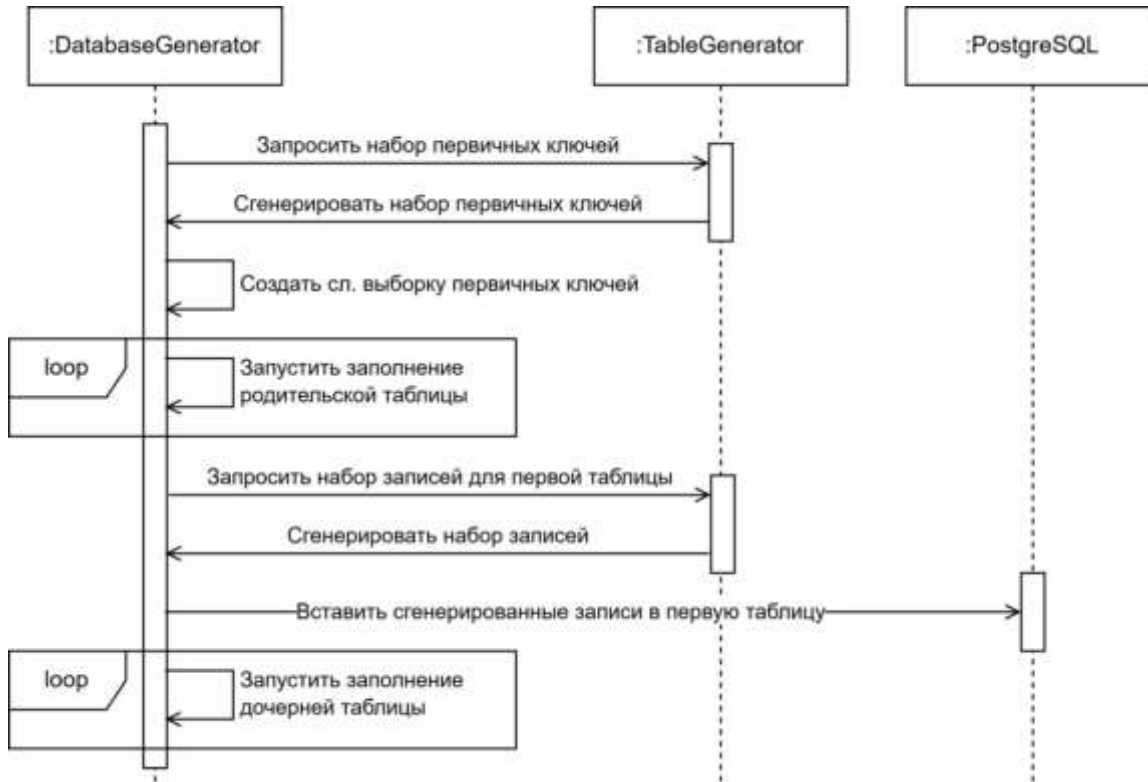 :DatabaseGenerator
:TableGenerator
:PostgreSQL
Запросить набор первичных ключей
Сгенерировать набор первичных ключей
Создать сл. выборку первичных ключей
loop
Запустить заполнение
родительской таблицы
Запросить набор записей для первой таблицы
Сгенерировать набор записей
Вставить сгенерированные записи в первую таблицу
loop
Запустить заполнение
дочерней таблицы